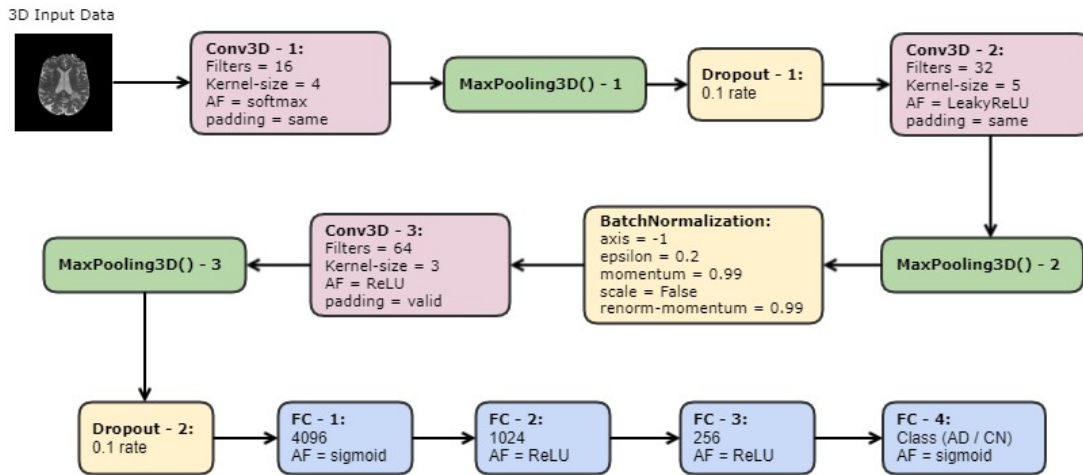 3D Input Data
Conv3D - 1:
Filters = 16
Kernel-size = 4
AF = softmax
padding = same
MaxPooling3D() - 1
Dropout - 1:
0.1 rate
Conv3D - 2:
Filters = 32
Kernel-size = 5
AF = LeakyReLU
padding = same
MaxPooling3D() - 2
BatchNormalization:
axis = -1
epsilon = 0.2
momentum = 0.99
scale = False
renorm-momentum = 0.99
Conv3D - 3:
Filters = 64
Kernel-size = 3
AF = ReLU
padding = valid
MaxPooling3D() - 3
Dropout - 2:
0.1 rate
FC - 1:
4096
AF = sigmoid
FC - 2:
1024
AF = ReLU
FC - 3:
256
AF = ReLU
FC - 4:
Class (AD / CN)
AF = sigmoid